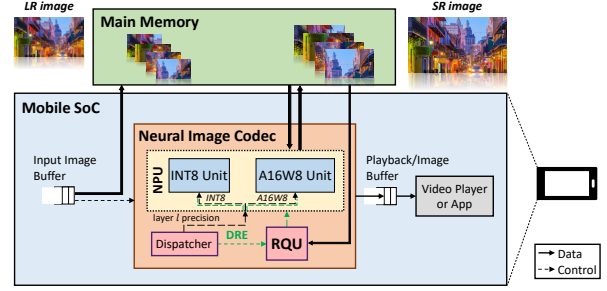 LR image
SR image
Main Memory
Mobile SoC
Neural Image Codec
Input Image
Buffer
NPU
INT8 Unit
A16W8 Unit
INT8
A16W8
layer l precision
Dispatcher
DRE
RQU
Playback/Image
Buffer
Video Player
or App
Data
Control